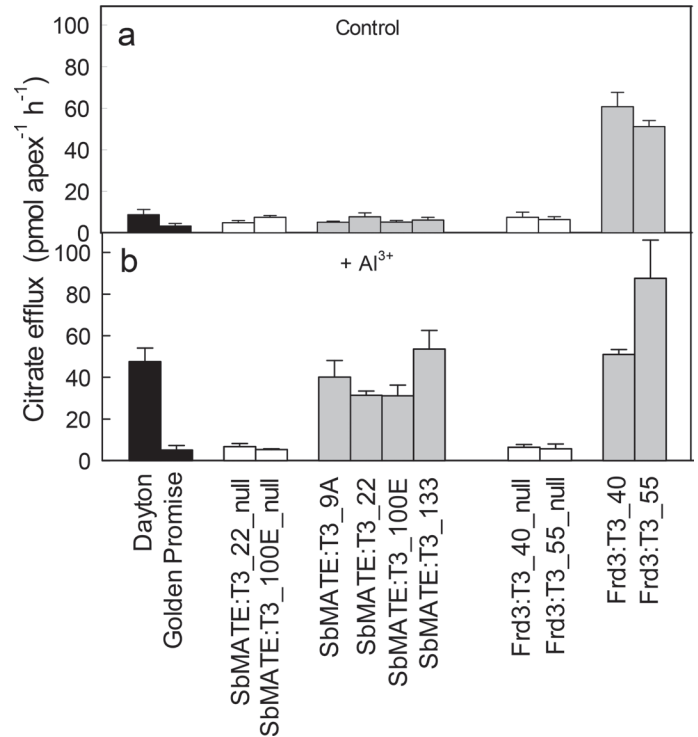 a
Control
100
80
60
40
20
0
b
+ Al³⁺
100
80
60
40
20
0
Citrate efflux (pmol apex⁻¹ h⁻¹)
Dayton
Golden Promise
SbMATE:T3_22_null
SbMATE:T3_100E_null
SbMATE:T3_9A
SbMATE:T3_22
SbMATE:T3_100E
SbMATE:T3_133
Frd3:T3_40_null
Frd3:T3_55_null
Frd3:T3_40
Frd3:T3_55